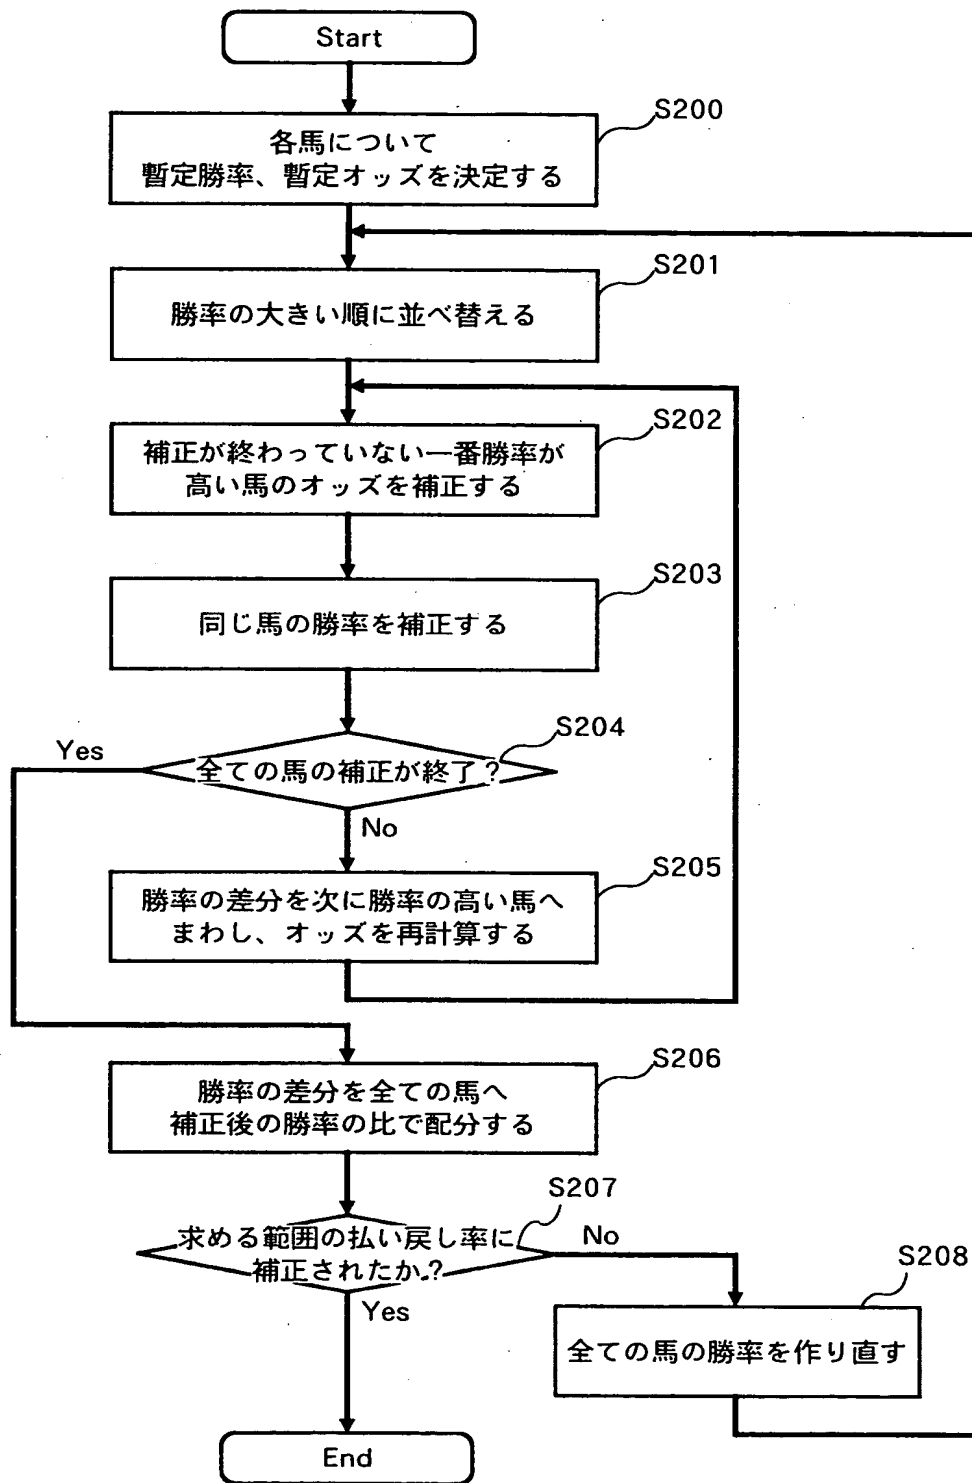 Start
S200
各馬について
暫定勝率、暫定オッズを決定する
S201
勝率の大きい順に並べ替える
S202
補正が終わっていない一番勝率が
高い馬のオッズを補正する
S203
同じ馬の勝率を補正する
S204
Yes
全ての馬の補正が終了?
No
S205
勝率の差分を次に勝率の高い馬へ
まわし、オッズを再計算する
S206
勝率の差分を全ての馬へ
補正後の勝率の比で配分する
S207
求める範囲の払い戻し率に
補正されたか?
No
Yes
S208
全ての馬の勝率を作り直す
End